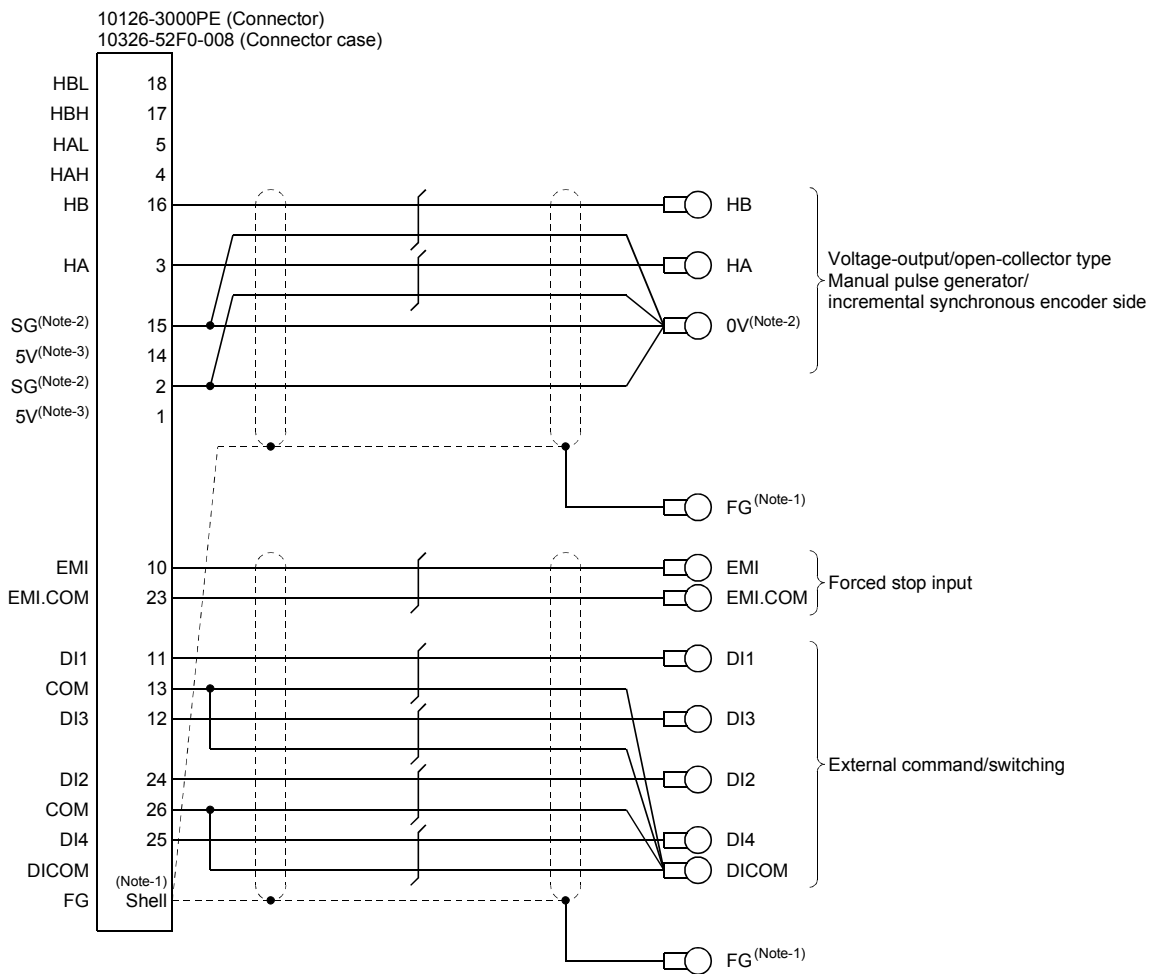 10126-3000PE (Connector)
10326-52F0-008 (Connector case)
HBL 18
HBH 17
HAL 5
HAH 4
HB 16 HB
HA 3 HA
SG(Note-2) 15 0V(Note-2)
5V(Note-3) 14
SG(Note-2) 2
5V(Note-3) 1
Voltage-output/open-collector type
Manual pulse generator/
incremental synchronous encoder side
FG(Note-1)
EMI 10 EMI
EMI.COM 23 EMI.COM
Forced stop input
DI1 11 DI1
COM 13
DI3 12 DI3
DI2 24 DI2
COM 26
DI4 25 DI4
DICOM DICOM
External command/switching
(Note-1)
FG Shell
FG(Note-1)